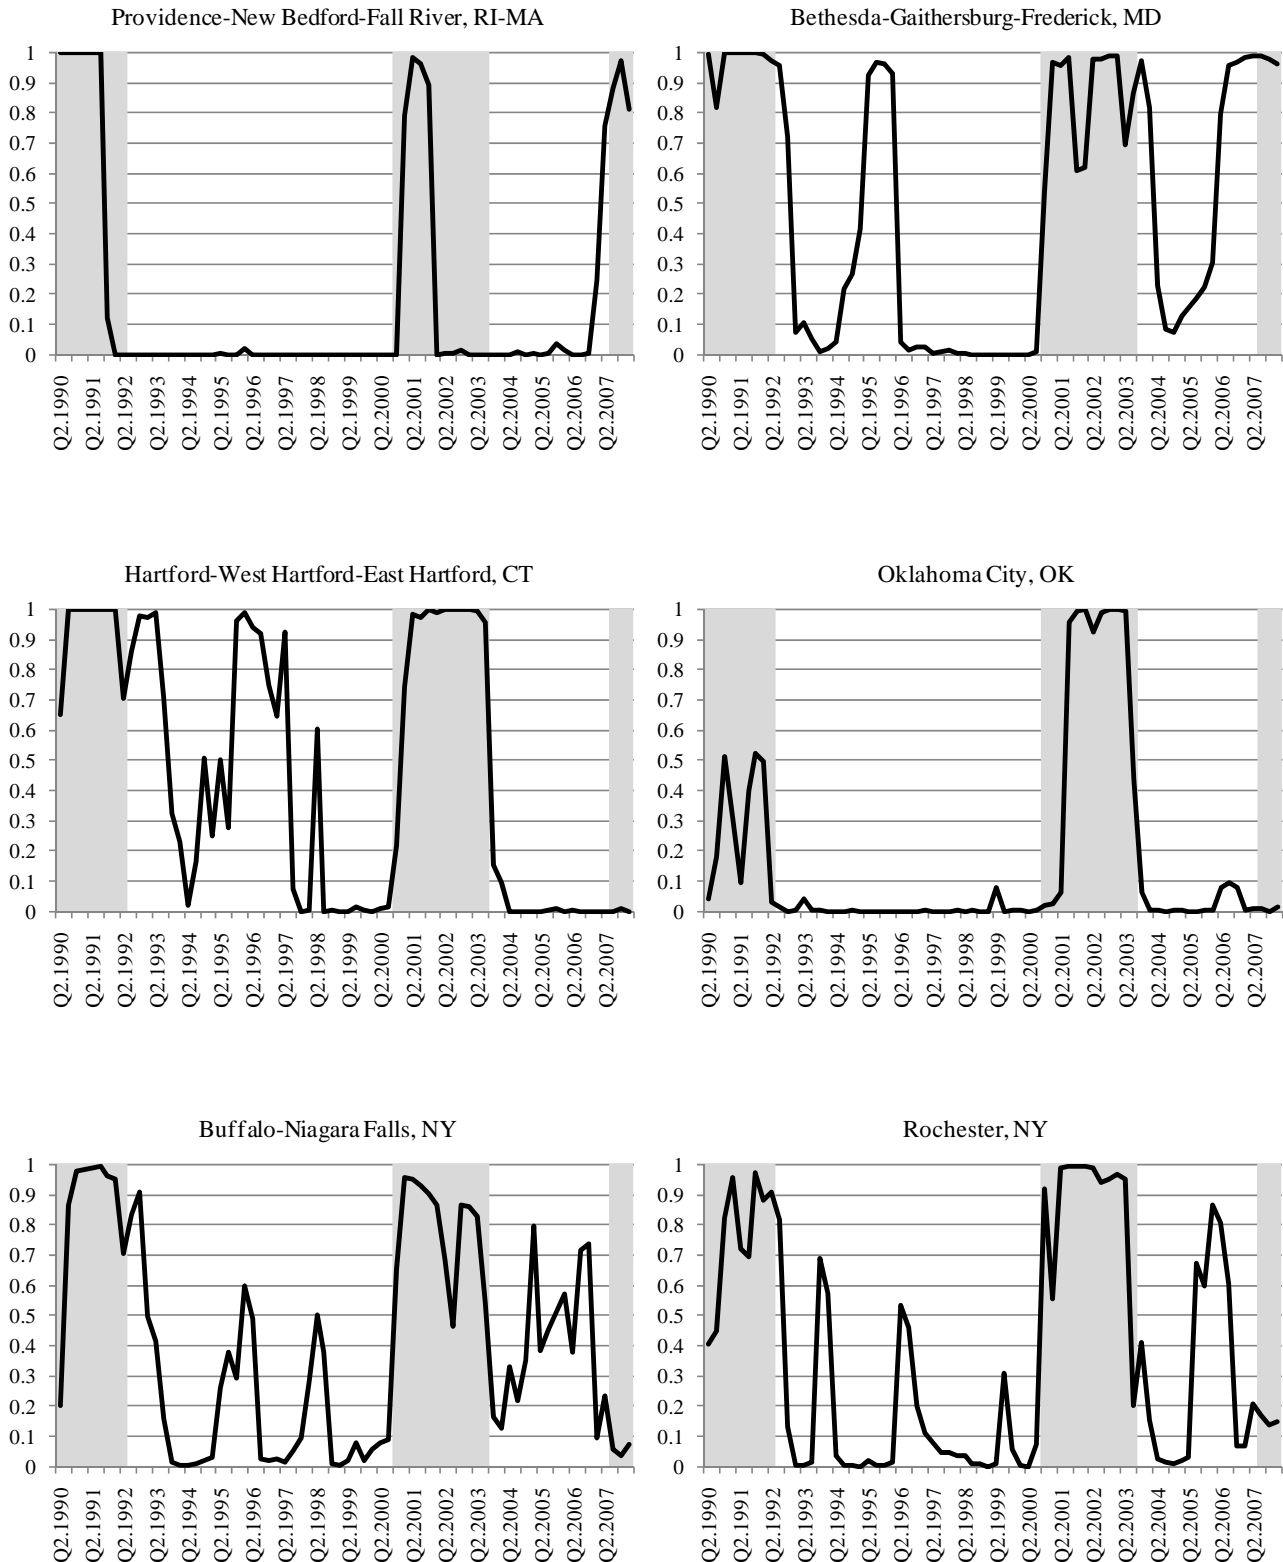 Providence-New Bedford-Fall River, RI-MA
1
0.9
0.8
0.7
0.6
0.5
0.4
0.3
0.2
0.1
0
Q2.1990
Q2.1991
Q2.1992
Q2.1993
Q2.1994
Q2.1995
Q2.1996
Q2.1997
Q2.1998
Q2.1999
Q2.2000
Q2.2001
Q2.2002
Q2.2003
Q2.2004
Q2.2005
Q2.2006
Q2.2007
Bethesda-Gaithersburg-Frederick, MD
1
0.9
0.8
0.7
0.6
0.5
0.4
0.3
0.2
0.1
0
Q2.1990
Q2.1991
Q2.1992
Q2.1993
Q2.1994
Q2.1995
Q2.1996
Q2.1997
Q2.1998
Q2.1999
Q2.2000
Q2.2001
Q2.2002
Q2.2003
Q2.2004
Q2.2005
Q2.2006
Q2.2007
Hartford-West Hartford-East Hartford, CT
1
0.9
0.8
0.7
0.6
0.5
0.4
0.3
0.2
0.1
0
Q2.1990
Q2.1991
Q2.1992
Q2.1993
Q2.1994
Q2.1995
Q2.1996
Q2.1997
Q2.1998
Q2.1999
Q2.2000
Q2.2001
Q2.2002
Q2.2003
Q2.2004
Q2.2005
Q2.2006
Q2.2007
Oklahoma City, OK
1
0.9
0.8
0.7
0.6
0.5
0.4
0.3
0.2
0.1
0
Q2.1990
Q2.1991
Q2.1992
Q2.1993
Q2.1994
Q2.1995
Q2.1996
Q2.1997
Q2.1998
Q2.1999
Q2.2000
Q2.2001
Q2.2002
Q2.2003
Q2.2004
Q2.2005
Q2.2006
Q2.2007
Buffalo-Niagara Falls, NY
1
0.9
0.8
0.7
0.6
0.5
0.4
0.3
0.2
0.1
0
Q2.1990
Q2.1991
Q2.1992
Q2.1993
Q2.1994
Q2.1995
Q2.1996
Q2.1997
Q2.1998
Q2.1999
Q2.2000
Q2.2001
Q2.2002
Q2.2003
Q2.2004
Q2.2005
Q2.2006
Q2.2007
Rochester, NY
1
0.9
0.8
0.7
0.6
0.5
0.4
0.3
0.2
0.1
0
Q2.1990
Q2.1991
Q2.1992
Q2.1993
Q2.1994
Q2.1995
Q2.1996
Q2.1997
Q2.1998
Q2.1999
Q2.2000
Q2.2001
Q2.2002
Q2.2003
Q2.2004
Q2.2005
Q2.2006
Q2.2007